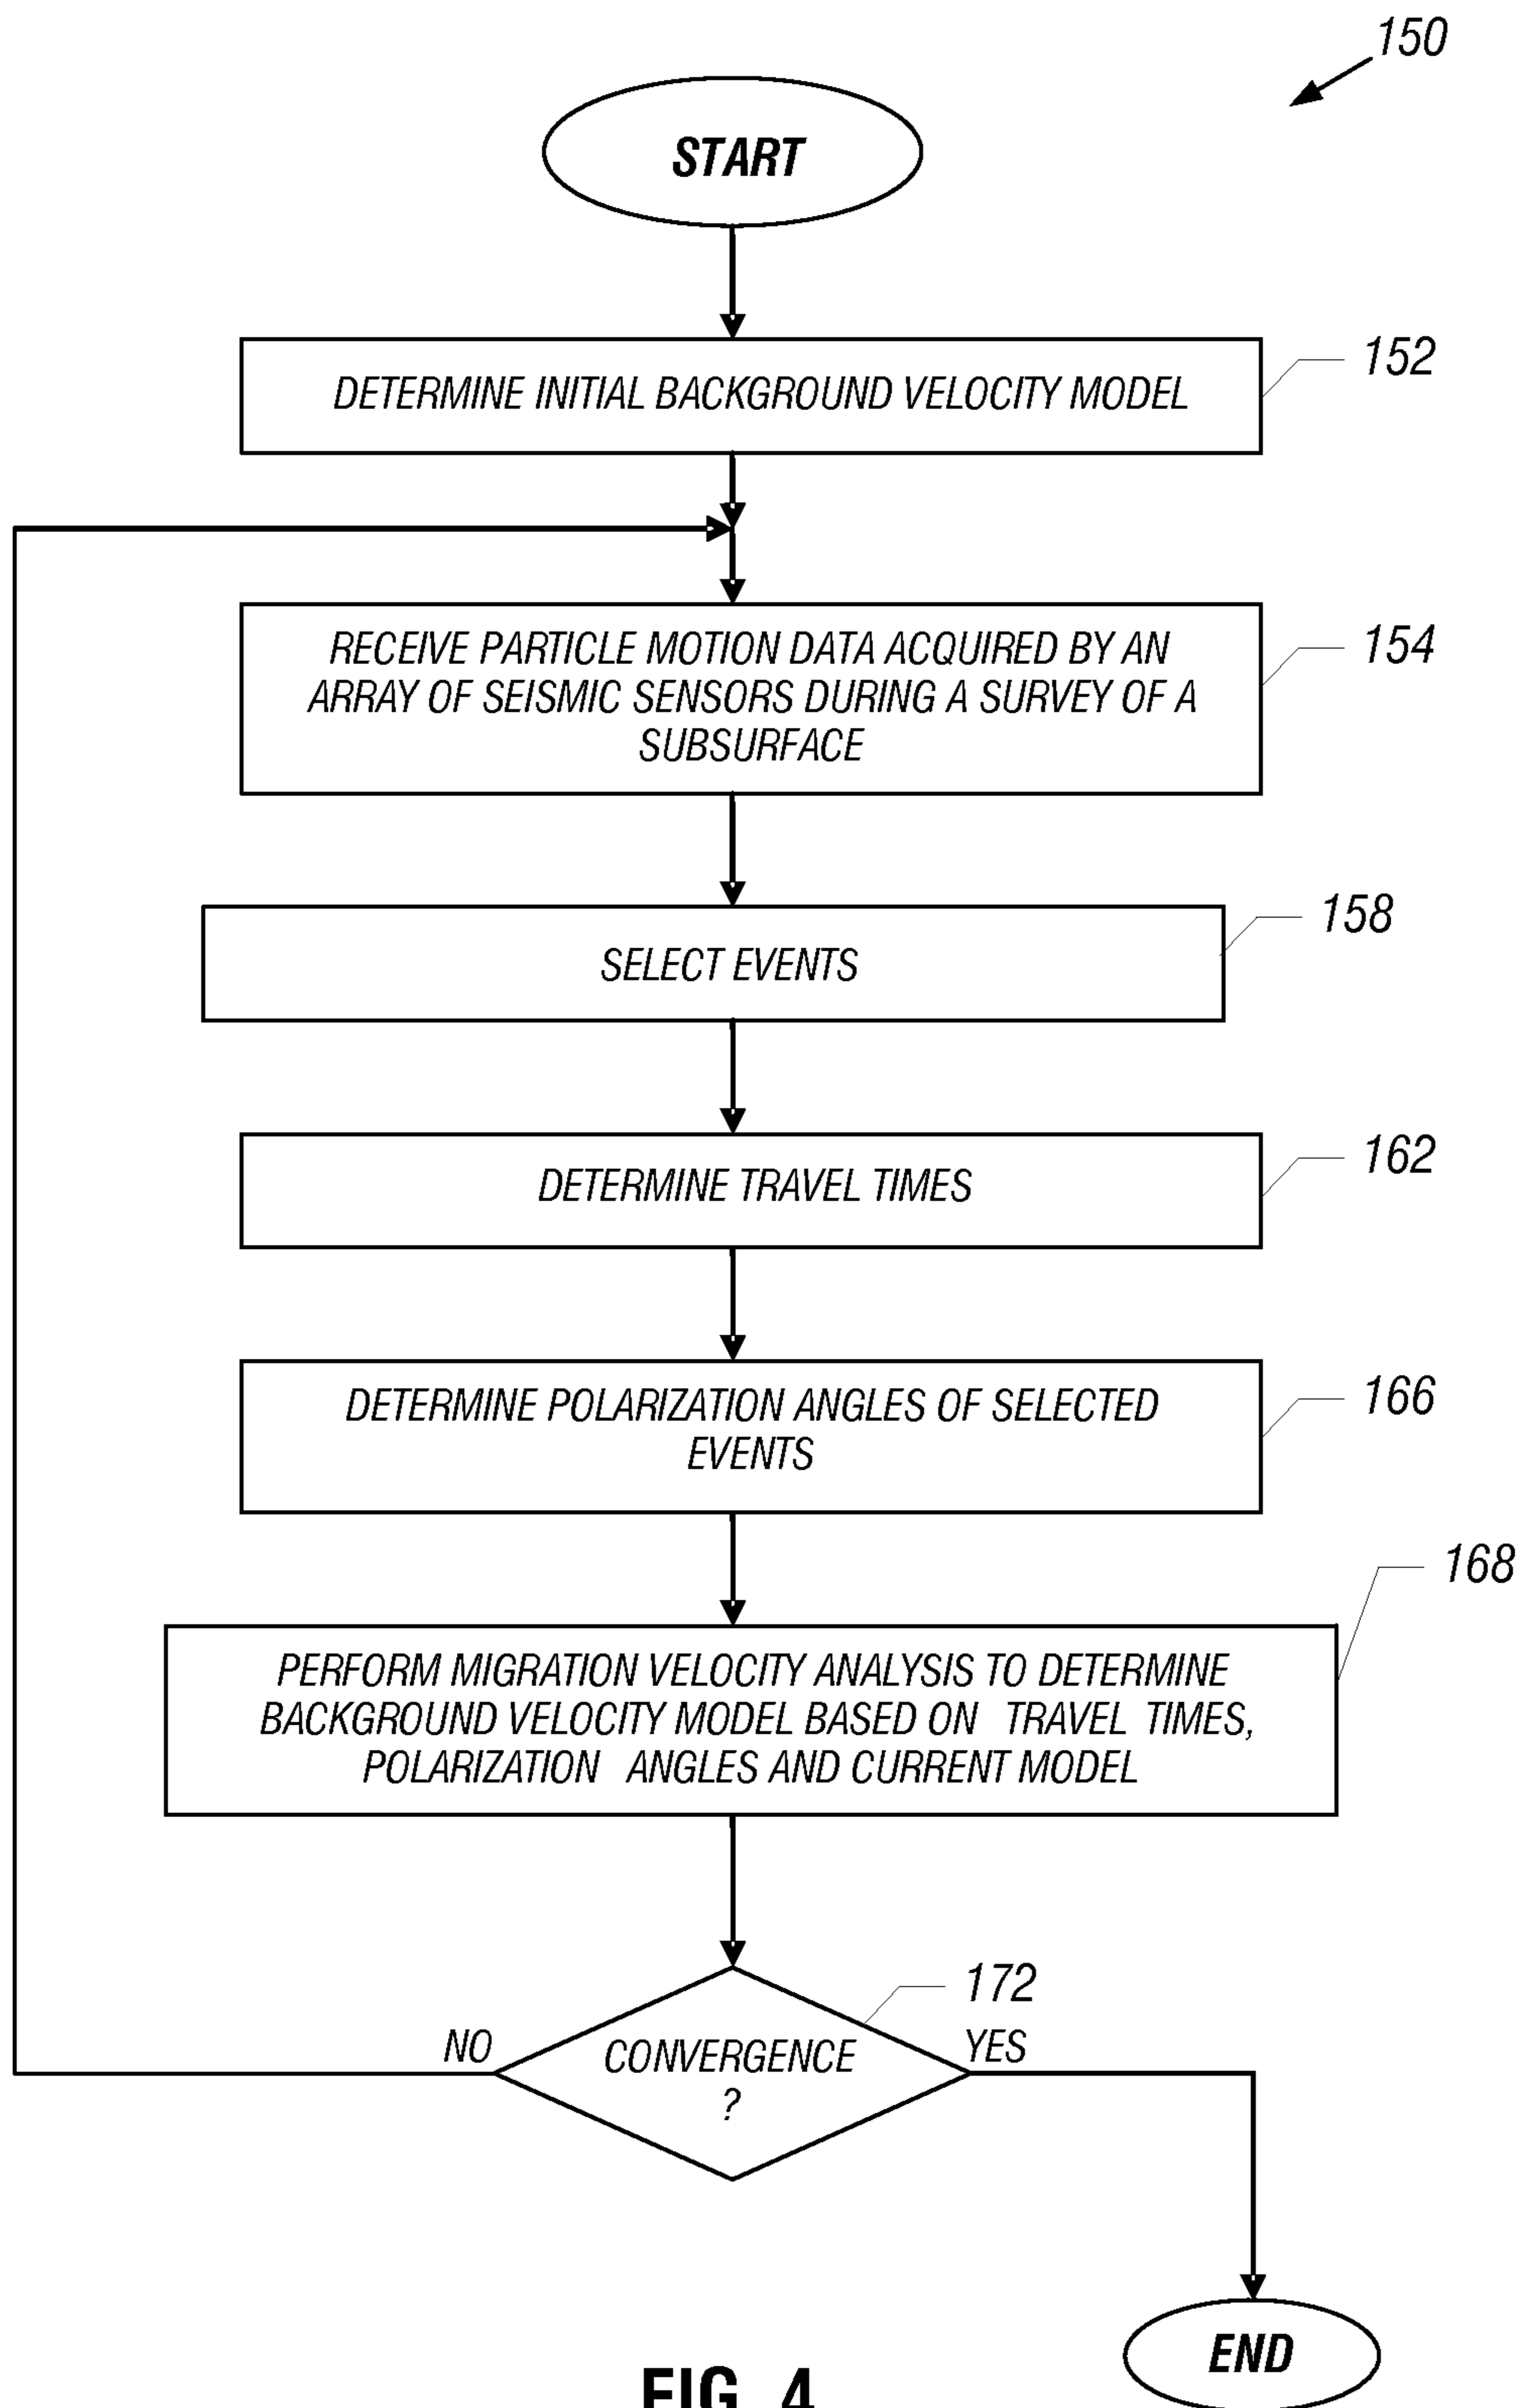 150
START
DETERMINE INITIAL BACKGROUND VELOCITY MODEL
152
RECEIVE PARTICLE MOTION DATA ACQUIRED BY AN
ARRAY OF SEISMIC SENSORS DURING A SURVEY OF A
SUBSURFACE
154
SELECT EVENTS
158
DETERMINE TRAVEL TIMES
162
DETERMINE POLARIZATION ANGLES OF SELECTED
EVENTS
166
PERFORM MIGRATION VELOCITY ANALYSIS TO DETERMINE
BACKGROUND VELOCITY MODEL BASED ON TRAVEL TIMES,
POLARIZATION ANGLES AND CURRENT MODEL
168
CONVERGENCE
?
172
NO
YES
END
FIG. 4